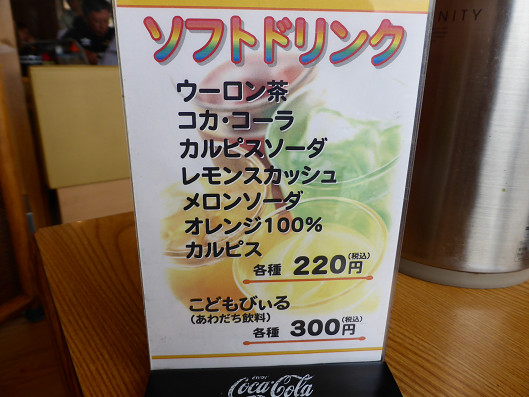 ソフトドリンク
ウーロン茶
コカ・コーラ
カルピスソーダ
レモンスカッシュ
メロンソーダ
オレンジ100%
カルピス
各種 220円(税込)
こどもびぃる
(あわだち飲料)
各種 300円(税込)
ENJOY
Coca-Cola
NITY